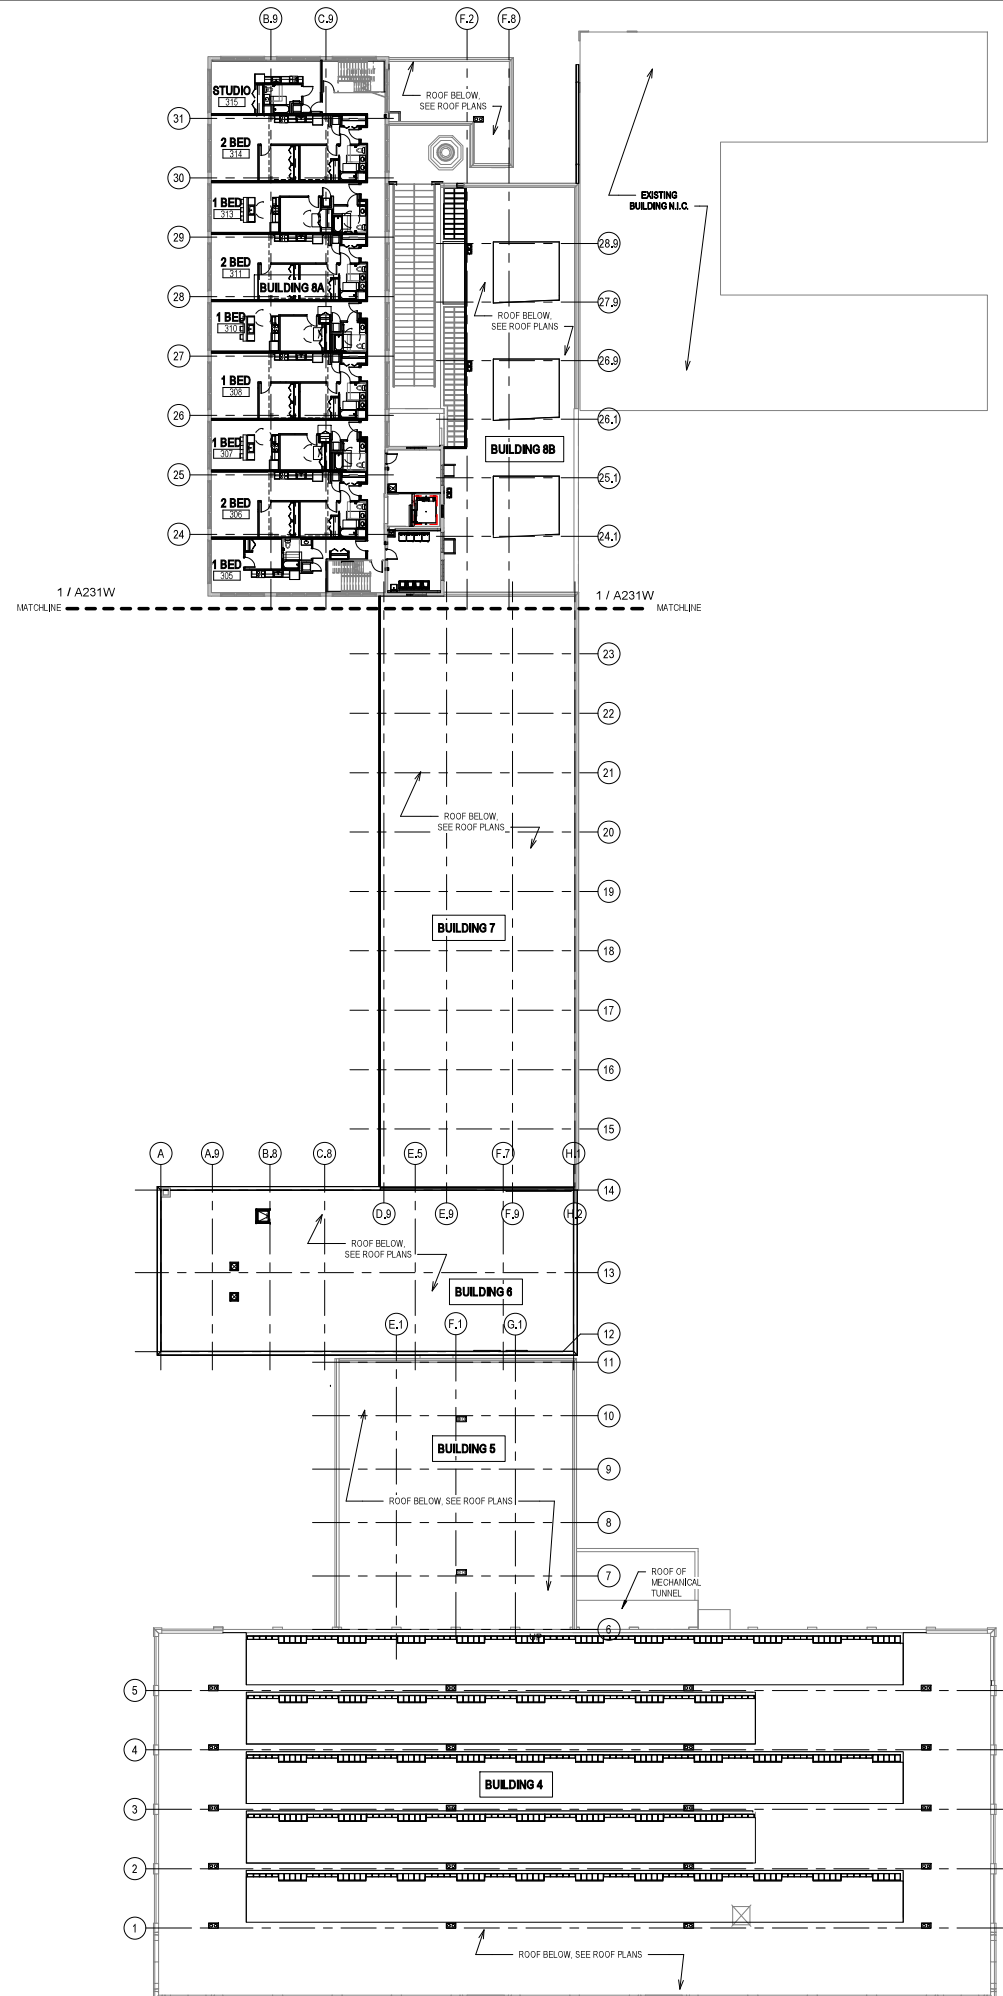 B.9
C.9
F.2
F.8
STUDIO
315
ROOF BELOW,
SEE ROOF PLANS
31
2 BED
314
30
EXISTING
BUILDING N.I.C.
1 BED
313
29
28.9
2 BED
311
BUILDING 8A
28
27.9
ROOF BELOW,
SEE ROOF PLANS
1 BED
310
27
26.9
1 BED
308
26
26.1
1 BED
307
BUILDING 8B
25
25.1
2 BED
306
24
24.1
1 BED
305
1 / A231W
1 / A231W
MATCHLINE
MATCHLINE
23
22
21
ROOF BELOW,
SEE ROOF PLANS
20
19
BUILDING 7
18
17
16
15
A
A.9
B.8
C.8
E.5
F.7
H.1
14
D.9
E.9
F.9
H.2
ROOF BELOW,
SEE ROOF PLANS
13
BUILDING 6
E.1
F.1
G.1
12
11
10
BUILDING 5
9
ROOF BELOW, SEE ROOF PLANS
8
7
ROOF OF
MECHANICAL
TUNNEL
6
UP
5
4
BUILDING 4
3
2
1
ROOF BELOW, SEE ROOF PLANS